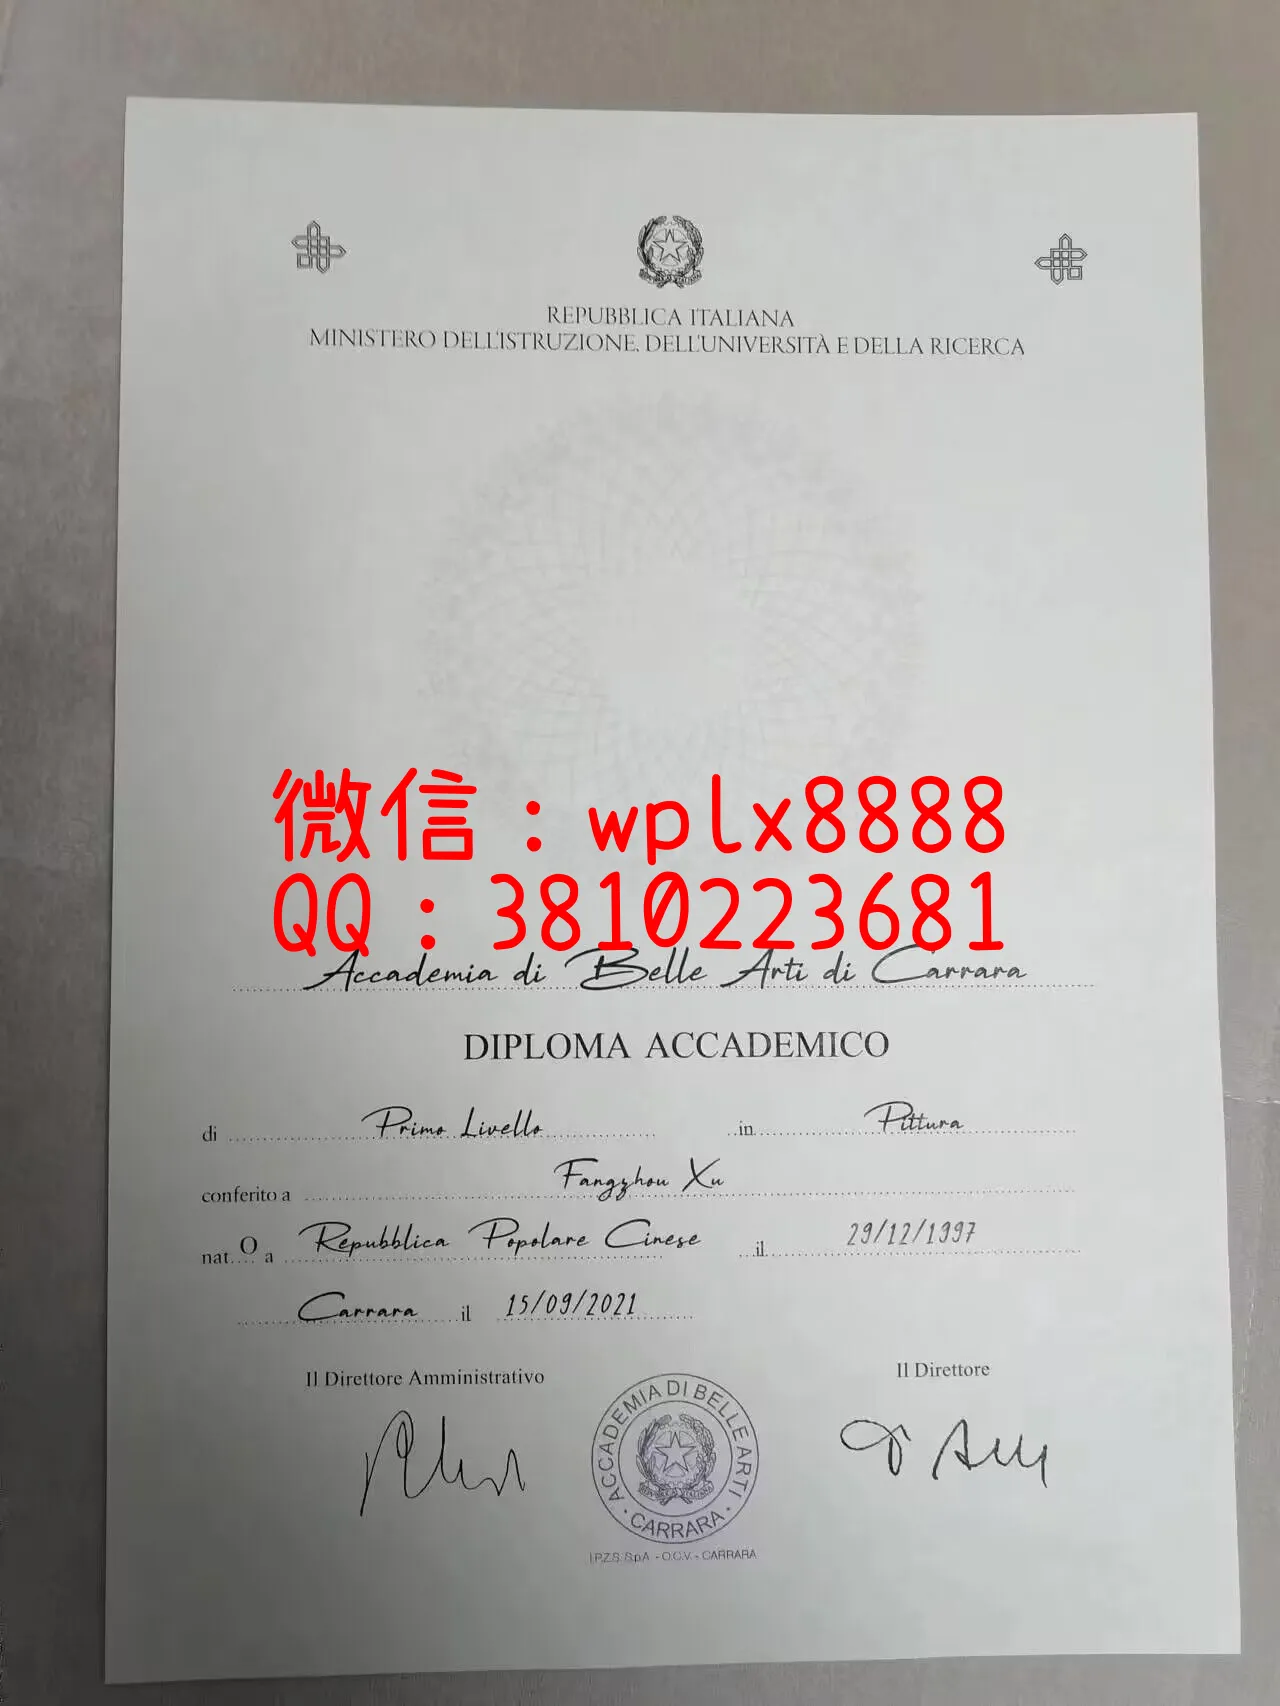 REPUBBLICA ITALIANA
MINISTERO DELL'ISTRUZIONE, DELL'UNIVERSITÀ E DELLA RICERCA
微信：wplx8888
QQ：3810223681
Accademia di Belle Arti di Carrara
DIPLOMA ACCADEMICO
di Primo Livello in Pittura
conferito a Fangzhou Xu
nat. O a Repubblica Popolare Cinese il 29/12/1997
Carrara il 15/09/2021
Il Direttore Amministrativo Il Direttore
ACCADEMIA DI BELLE ARTI · CARRARA ·
I.P.Z.S. S.p.A. - O.C.V. - CARRARA